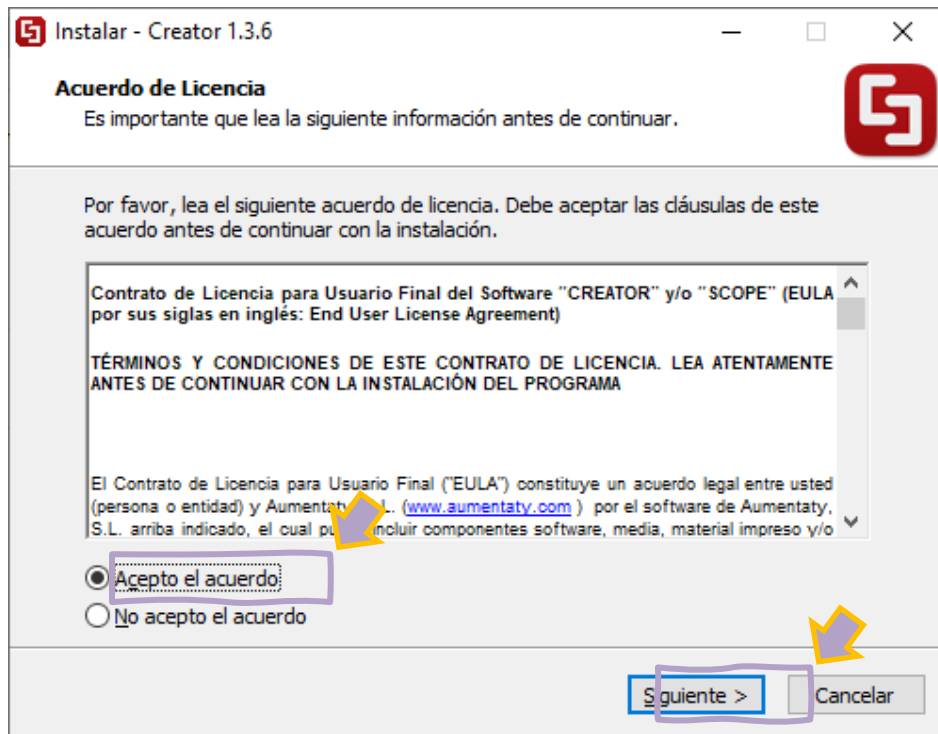 Instalar - Creator 1.3.6
Acuerdo de Licencia
Es importante que lea la siguiente información antes de continuar.
Por favor, lea el siguiente acuerdo de licencia. Debe aceptar las cláusulas de este
acuerdo antes de continuar con la instalación.
Contrato de Licencia para Usuario Final del Software "CREATOR" y/o "SCOPE" (EULA
por sus siglas en inglés: End User License Agreement)
TÉRMINOS Y CONDICIONES DE ESTE CONTRATO DE LICENCIA. LEA ATENTAMENTE
ANTES DE CONTINUAR CON LA INSTALACIÓN DEL PROGRAMA
El Contrato de Licencia para Usuario Final ("EULA") constituye un acuerdo legal entre usted
(persona o entidad) y Aumentaty L. (www.aumentaty.com ) por el software de Aumentaty,
S.L. arriba indicado, el cual incluir componentes software, media, material impreso y/o
Acepto el acuerdo
No acepto el acuerdo
Siguiente >
Cancelar